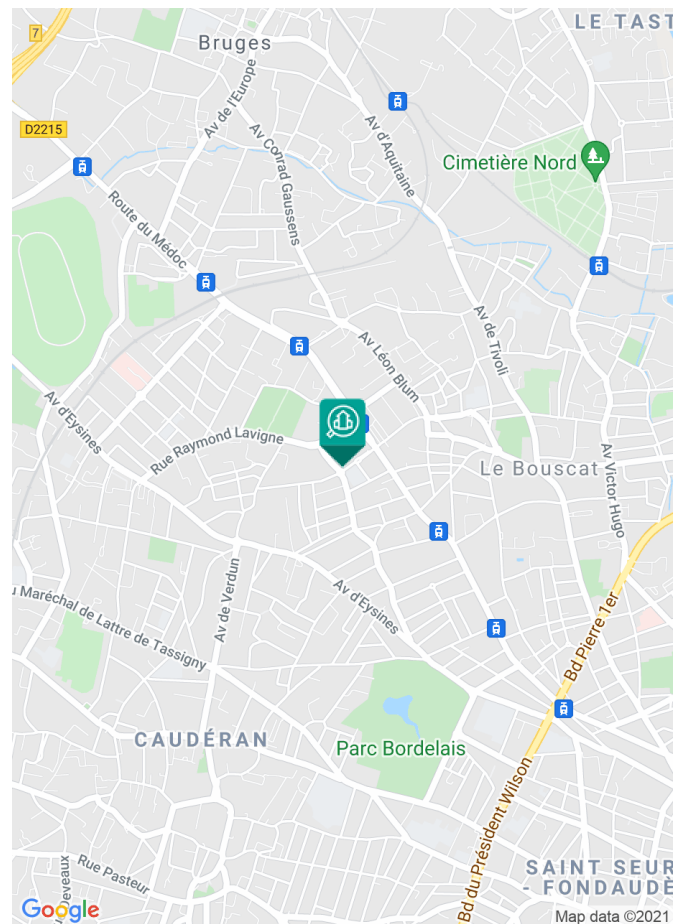 LE TAST
7
Bruges
Av de l'Europe
D2215
Av Conrad Gaussens
Av d'Aquitaine
Cimetière Nord
Route du Médoc
Av de Tivoli
Av Léon Blum
Av d'Eysines
Rue Raymond Lavigne
Le Bouscat
Av Victor Hugo
Av de Verdun
Av d'Eysines
u Maréchal de Lattre de Tassigny
Bd Pierre 1er
CAUDÉRAN
Parc Bordelais
Bd du Président Wilson
Rue Pasteur
Deveaux
SAINT SEUR
- FONDAUDÈ
Google
Map data ©2021